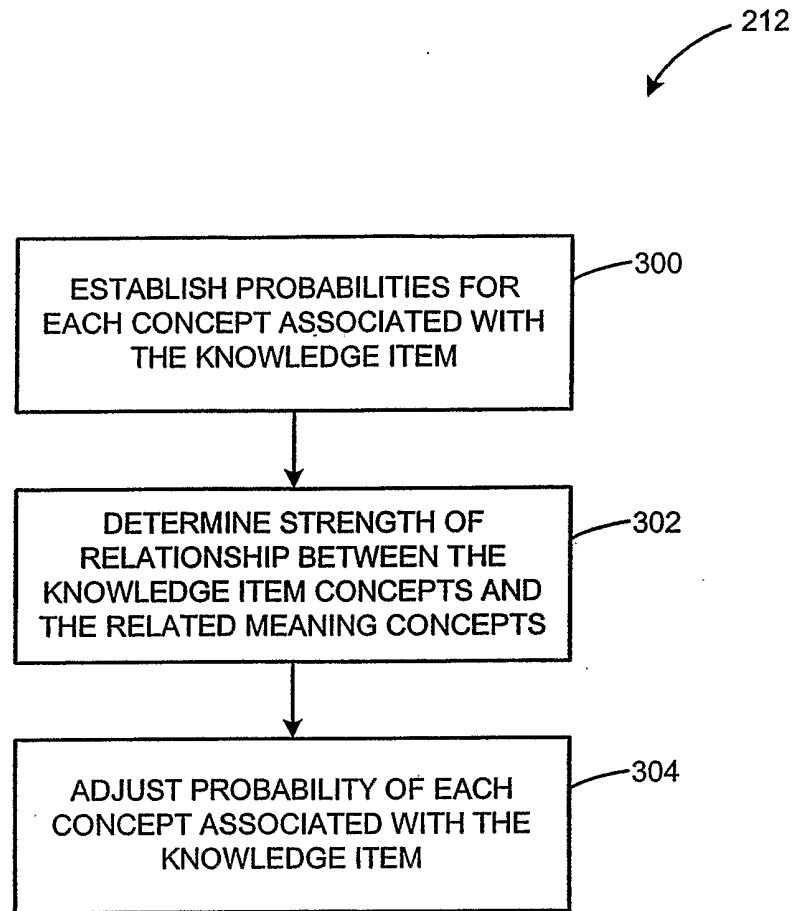 212
ESTABLISH PROBABILITIES FOR
EACH CONCEPT ASSOCIATED WITH
THE KNOWLEDGE ITEM
300
DETERMINE STRENGTH OF
RELATIONSHIP BETWEEN THE
KNOWLEDGE ITEM CONCEPTS AND
THE RELATED MEANING CONCEPTS
302
ADJUST PROBABILITY OF EACH
CONCEPT ASSOCIATED WITH THE
KNOWLEDGE ITEM
304